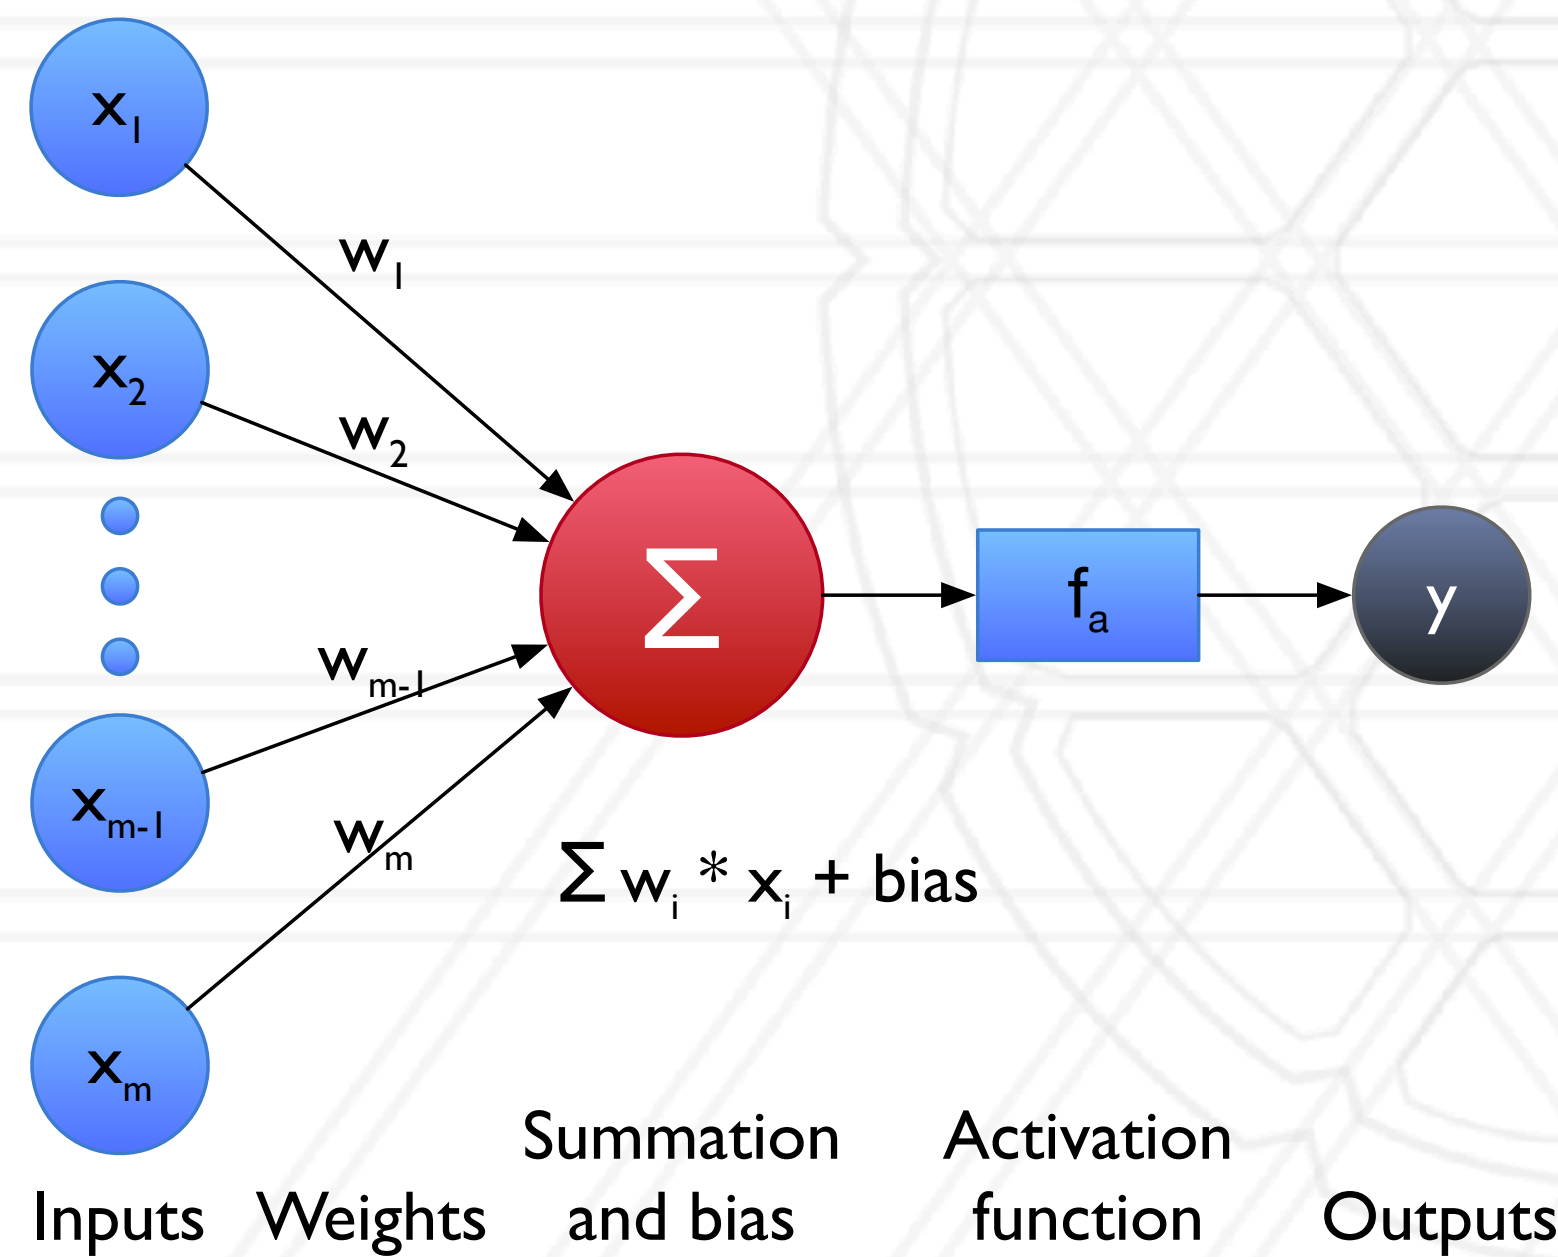 x₁
w₁
x₂
w₂
Σ
fₐ
y
wₘ₋₁
xₘ₋₁
wₘ
Σ wᵢ * xᵢ + bias
xₘ
Summation
and bias
Activation
function
Inputs
Weights
Outputs